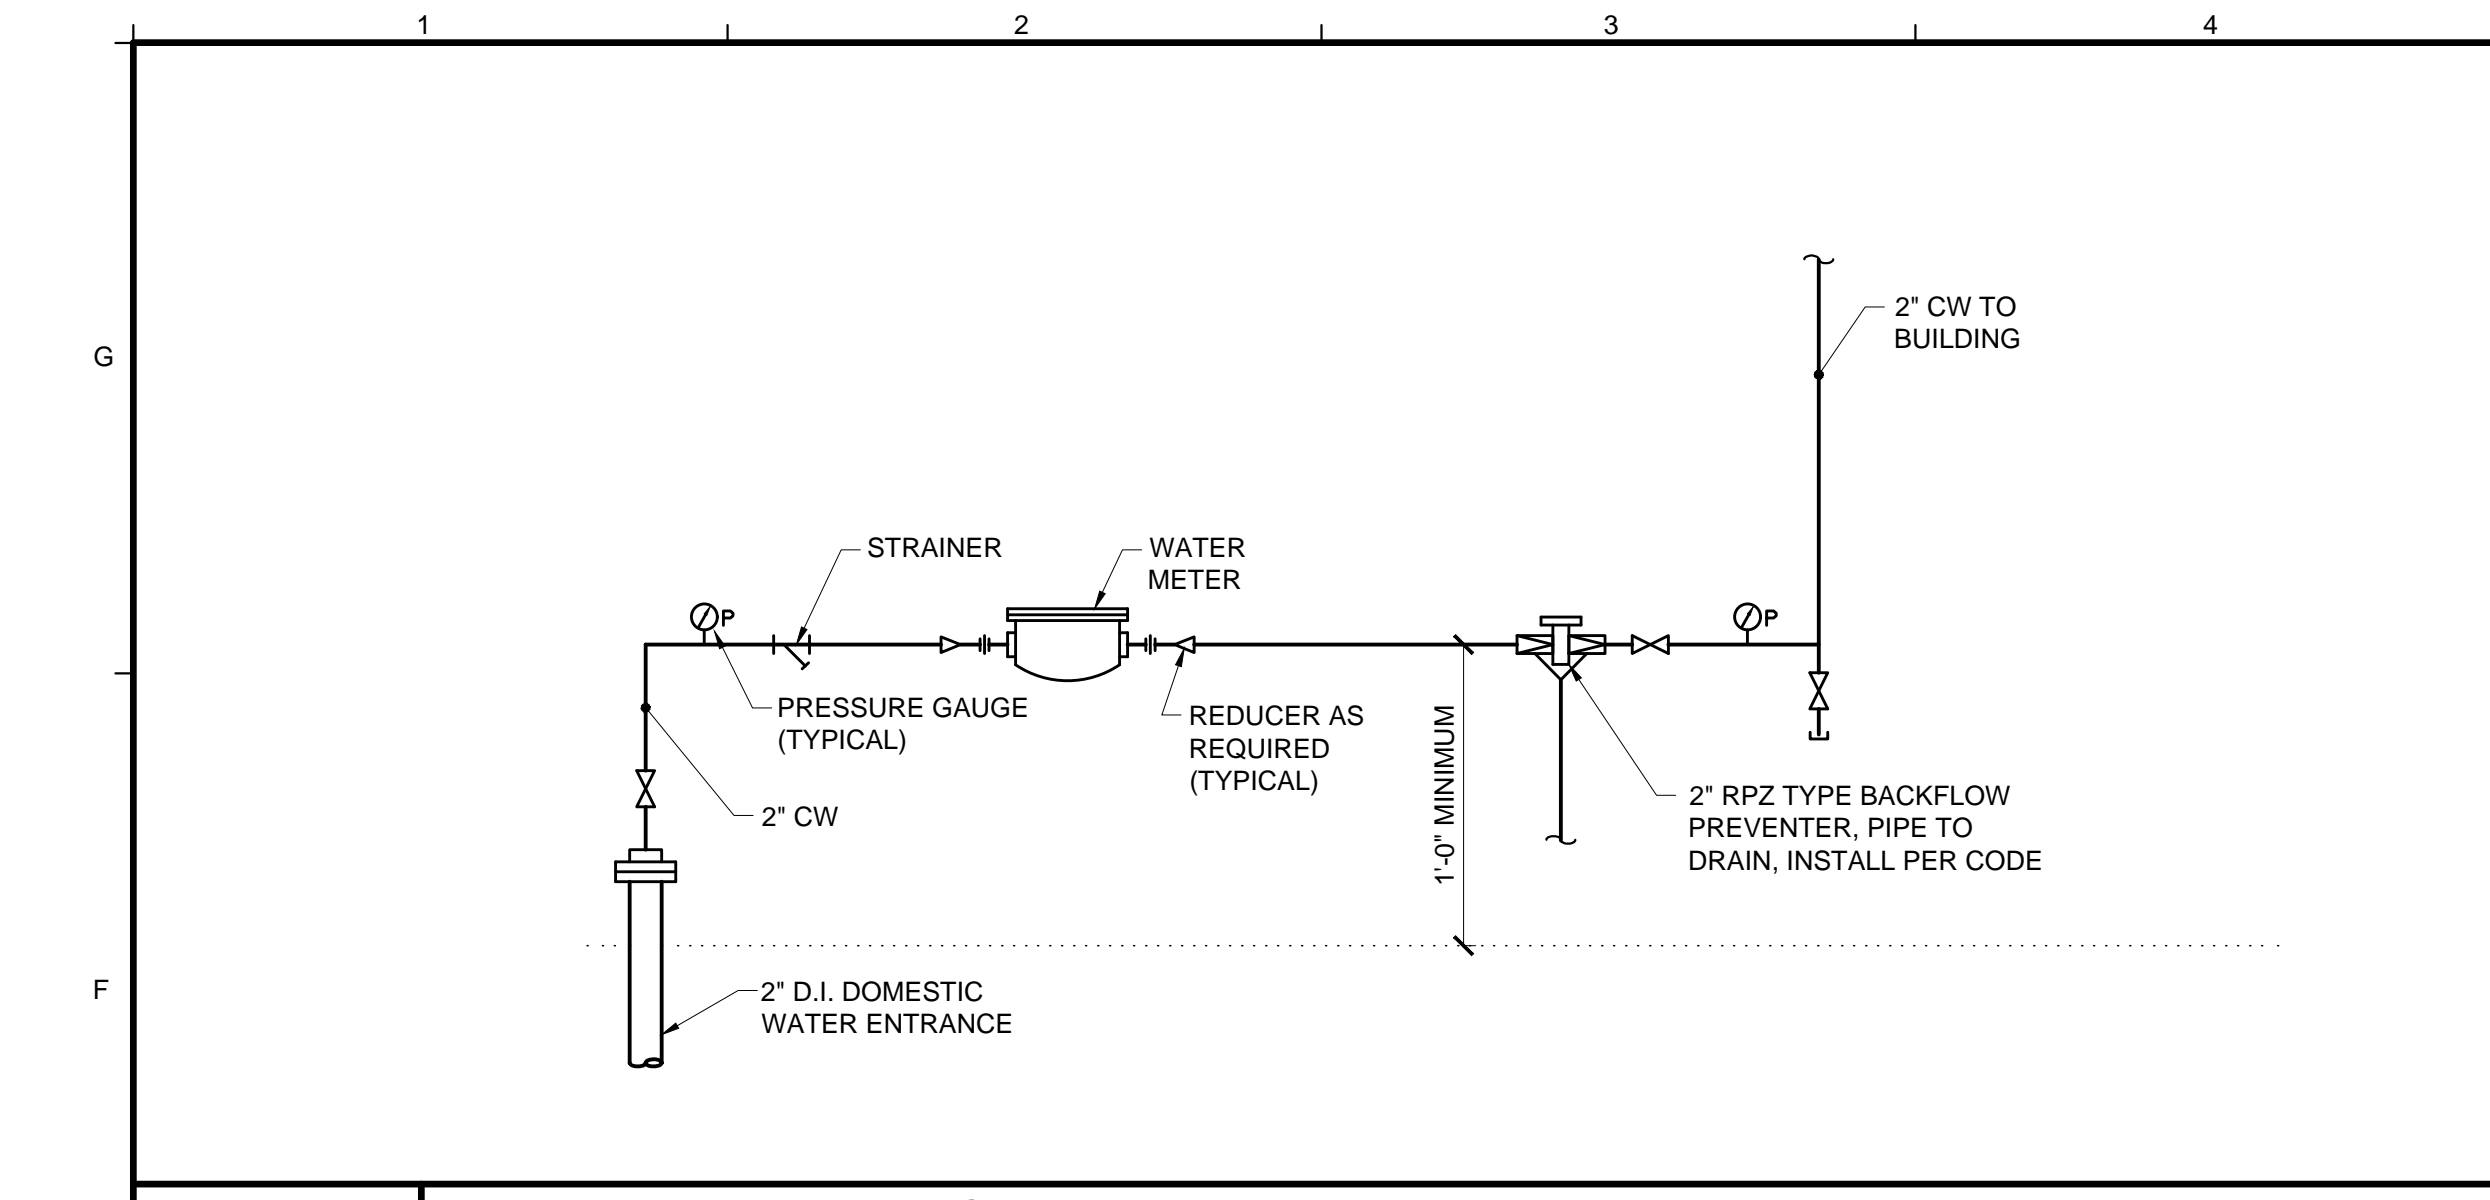 1 2 3 4
G
2" CW TO
BUILDING
STRAINER
WATER
METER
P
P
PRESSURE GAUGE
(TYPICAL)
REDUCER AS
REQUIRED
(TYPICAL)
1'-0" MINIMUM
2" CW
2" RPZ TYPE BACKFLOW
PREVENTER, PIPE TO
DRAIN, INSTALL PER CODE
F
2" D.I. DOMESTIC
WATER ENTRANCE